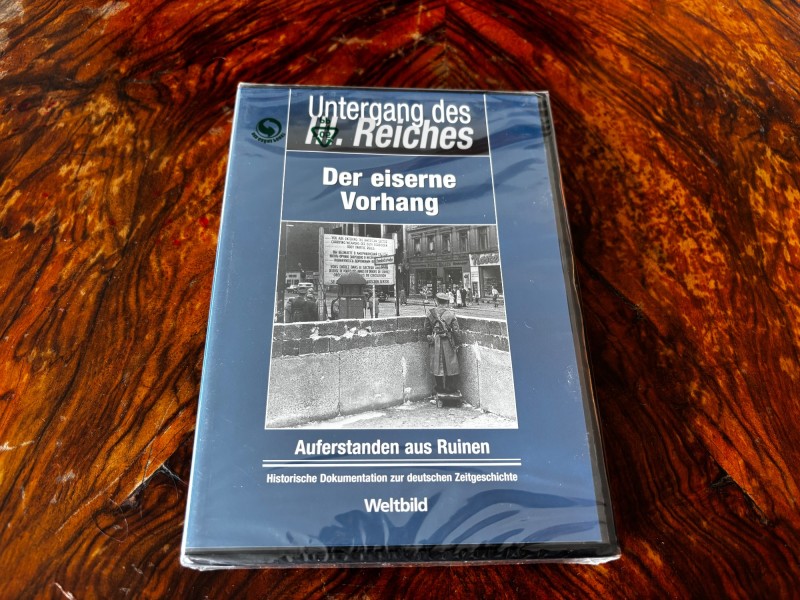 Untergang des
III. Reiches
Der eiserne
Vorhang
Auferstanden aus Ruinen
Historische Dokumentation zur deutschen Zeitgeschichte
Weltbild